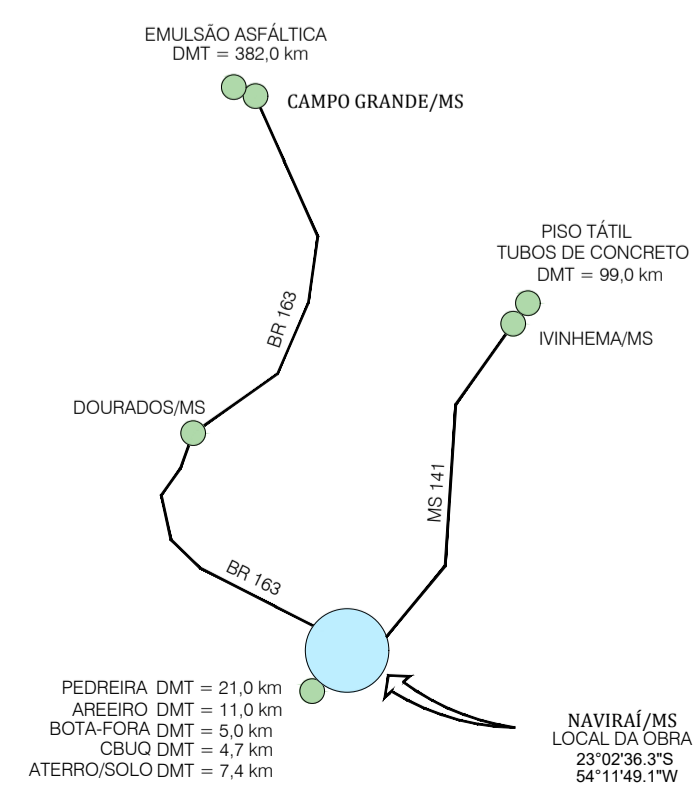 EMULSÃO ASFÁLTICA
DMT = 382,0 km
CAMPO GRANDE/MS
PISO TÁTIL
TUBOS DE CONCRETO
DMT = 99,0 km
IVINHEMA/MS
BR 163
DOURADOS/MS
MS 141
BR 163
PEDREIRA DMT = 21,0 km
AREEIRO DMT = 11,0 km
BOTA-FORA DMT = 5,0 km
CBUQ DMT = 4,7 km
ATERRO/SOLO DMT = 7,4 km
NAVIRAÍ/MS
LOCAL DA OBRA
23°02'36.3"S
54°11'49.1"W